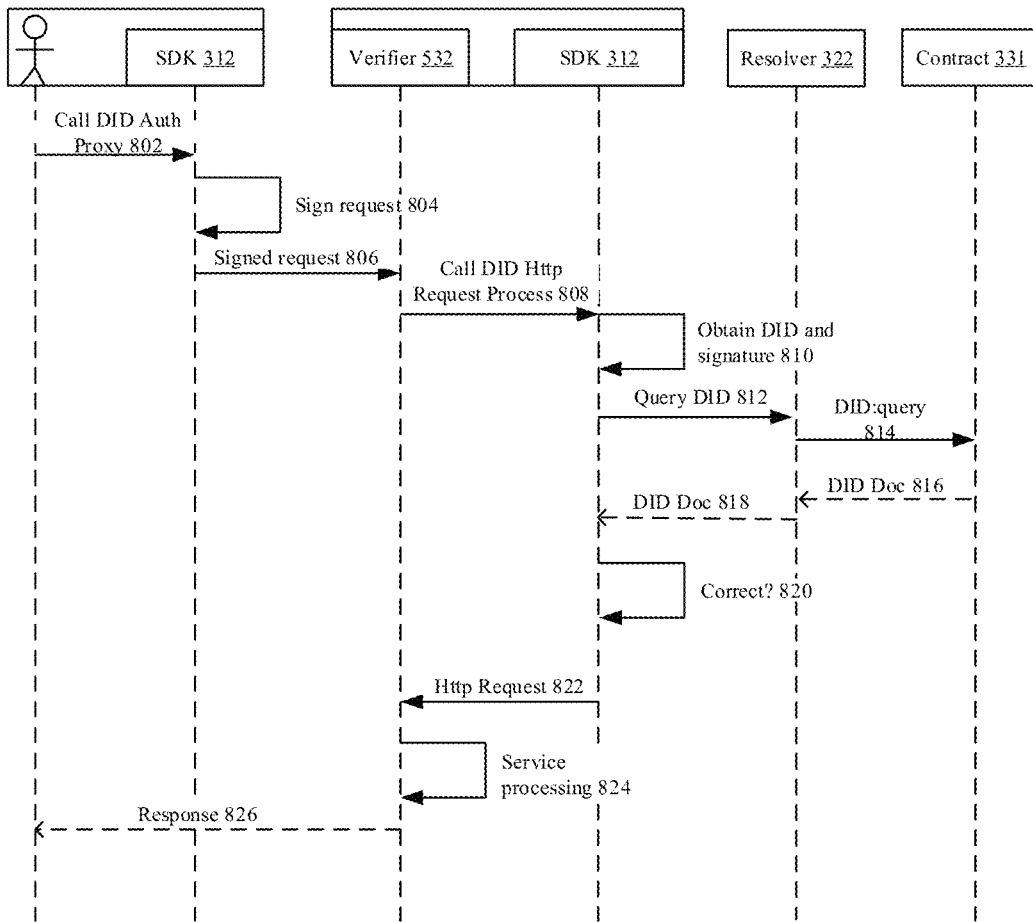 SDK 312
Verifier 532
SDK 312
Resolver 322
Contract 331
Call DID Auth
Proxy 802
Sign request 804
Signed request 806
Call DID Http
Request Process 808
Obtain DID and
signature 810
Query DID 812
DID:query
814
DID Doc 816
DID Doc 818
Correct? 820
Http Request 822
Service
processing 824
Response 826